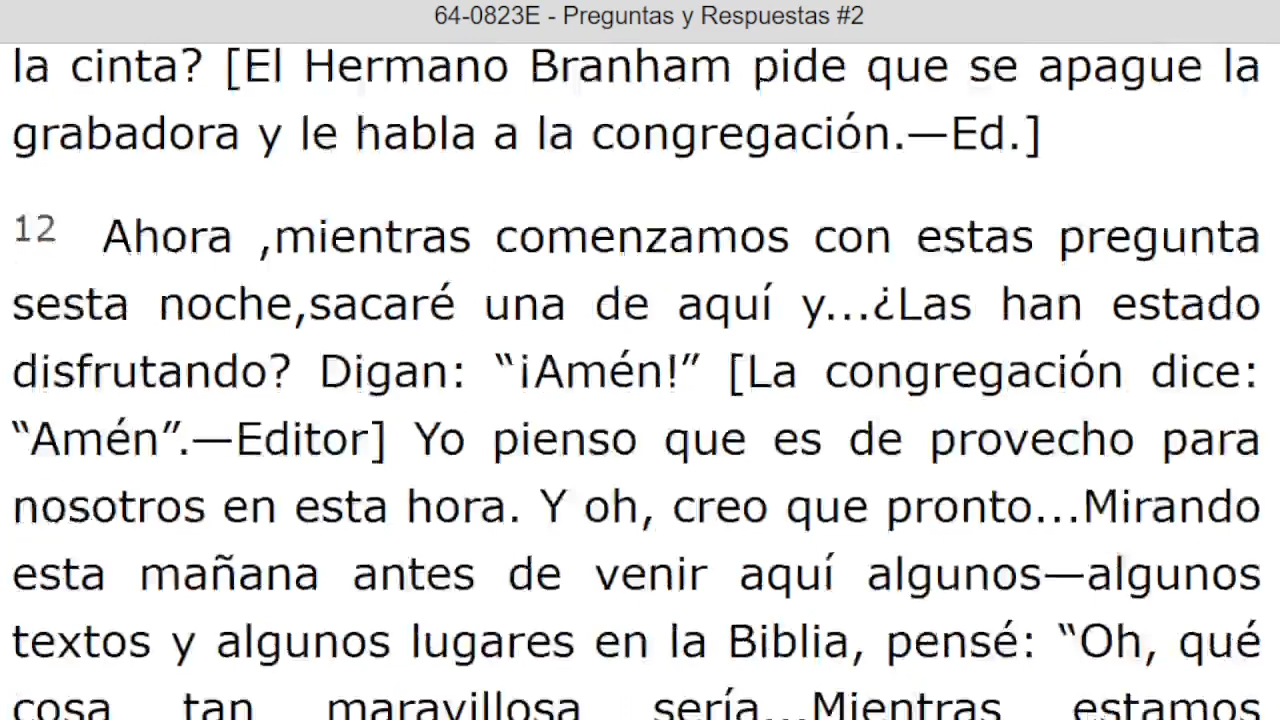 64-0823E - Preguntas y Respuestas #2
la cinta? [El Hermano Branham pide que se apague la
grabadora y le habla a la congregación.—Ed.]
12 Ahora ,mientras comenzamos con estas pregunta
sesta noche,sacaré una de aquí y...¿Las han estado
disfrutando? Digan: “¡Amén!” [La congregación dice:
“Amén”.—Editor] Yo pienso que es de provecho para
nosotros en esta hora. Y oh, creo que pronto...Mirando
esta mañana antes de venir aquí algunos—algunos
textos y algunos lugares en la Biblia, pensé: “Oh, qué
cosa tan maravillosa sería...Mientras estamos